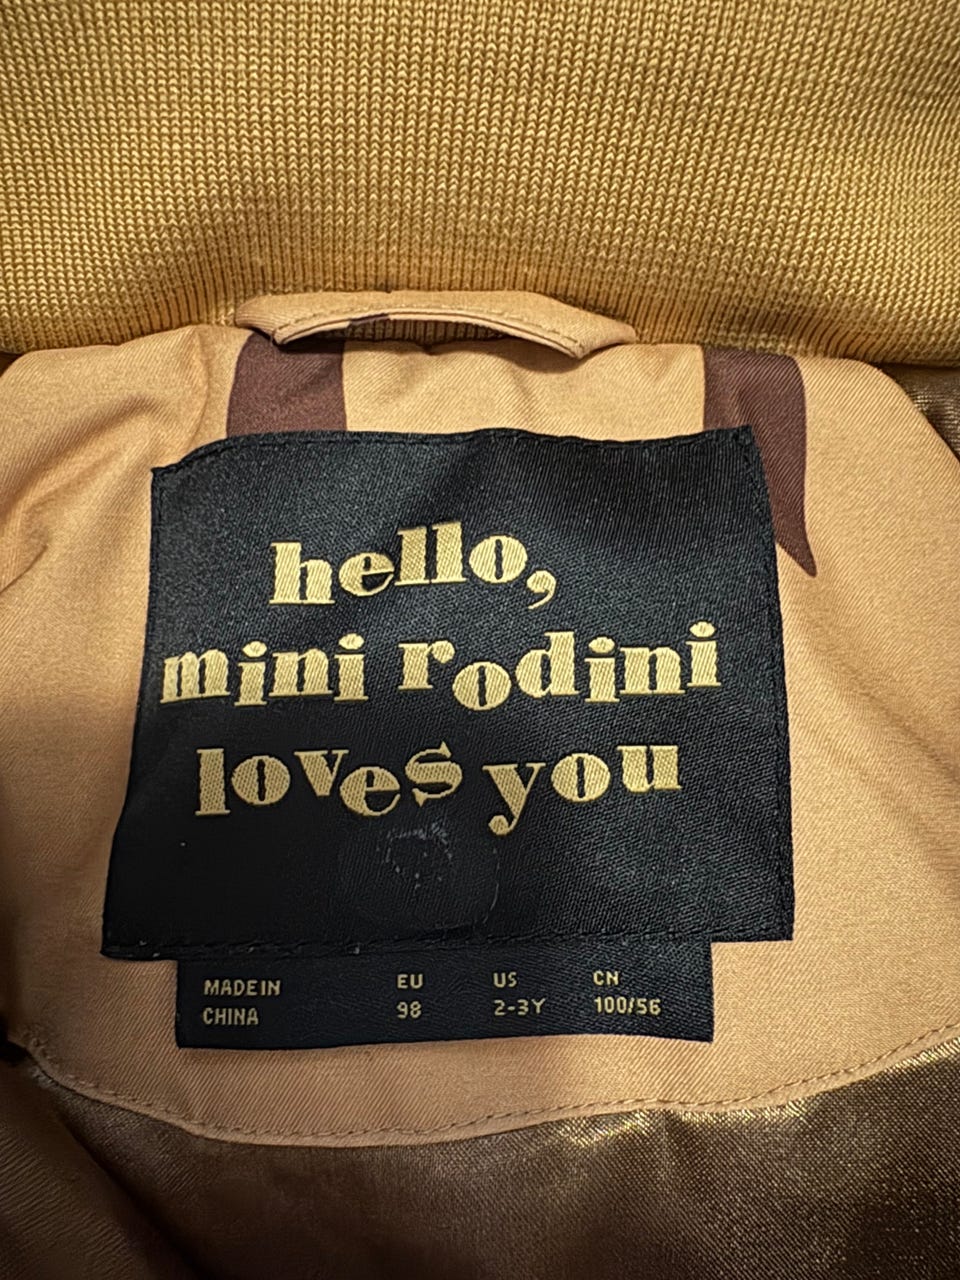 hello,
mini rodini
loves you
MADE IN EU US CN
CHINA 98 2-3Y 100/56